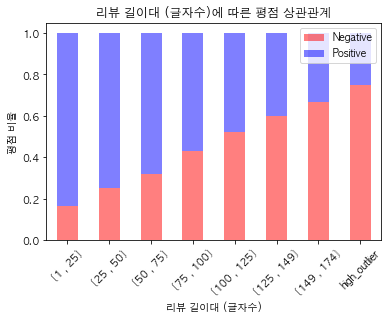 리뷰 길이대 (글자수)에 따른 평점 상관관계
평점 비율
1.0
0.8
0.6
0.4
0.2
0.0
Negative
Positive
(1 , 25)
(25 , 50)
(50 , 75)
(75 , 100)
(100 , 125)
(125 , 149)
(149 , 174)
hgh_outlier
리뷰 길이대 (글자수)